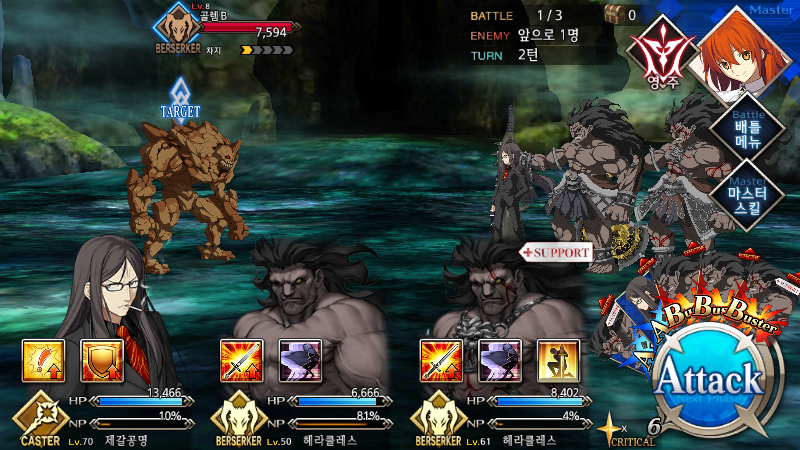 Lv.8
골렘 B
7,594
BERSERKER
차지
BATTLE 1 / 3
ENEMY 앞으로 1명
TURN 2턴
0
Master
영주
TARGET
Battle
배틀
메뉴
Master
마스터
스킬
+SUPPORT
Buster
Attack
Next Phase
HP 13,466
NP 10%
CASTER
Lv.70 제갈공명
HP 6,666
NP 81%
BERSERKER
Lv.50 헤라클레스
HP 8,402
NP 4%
BERSERKER
Lv.61 헤라클레스
x 6
CRITICAL